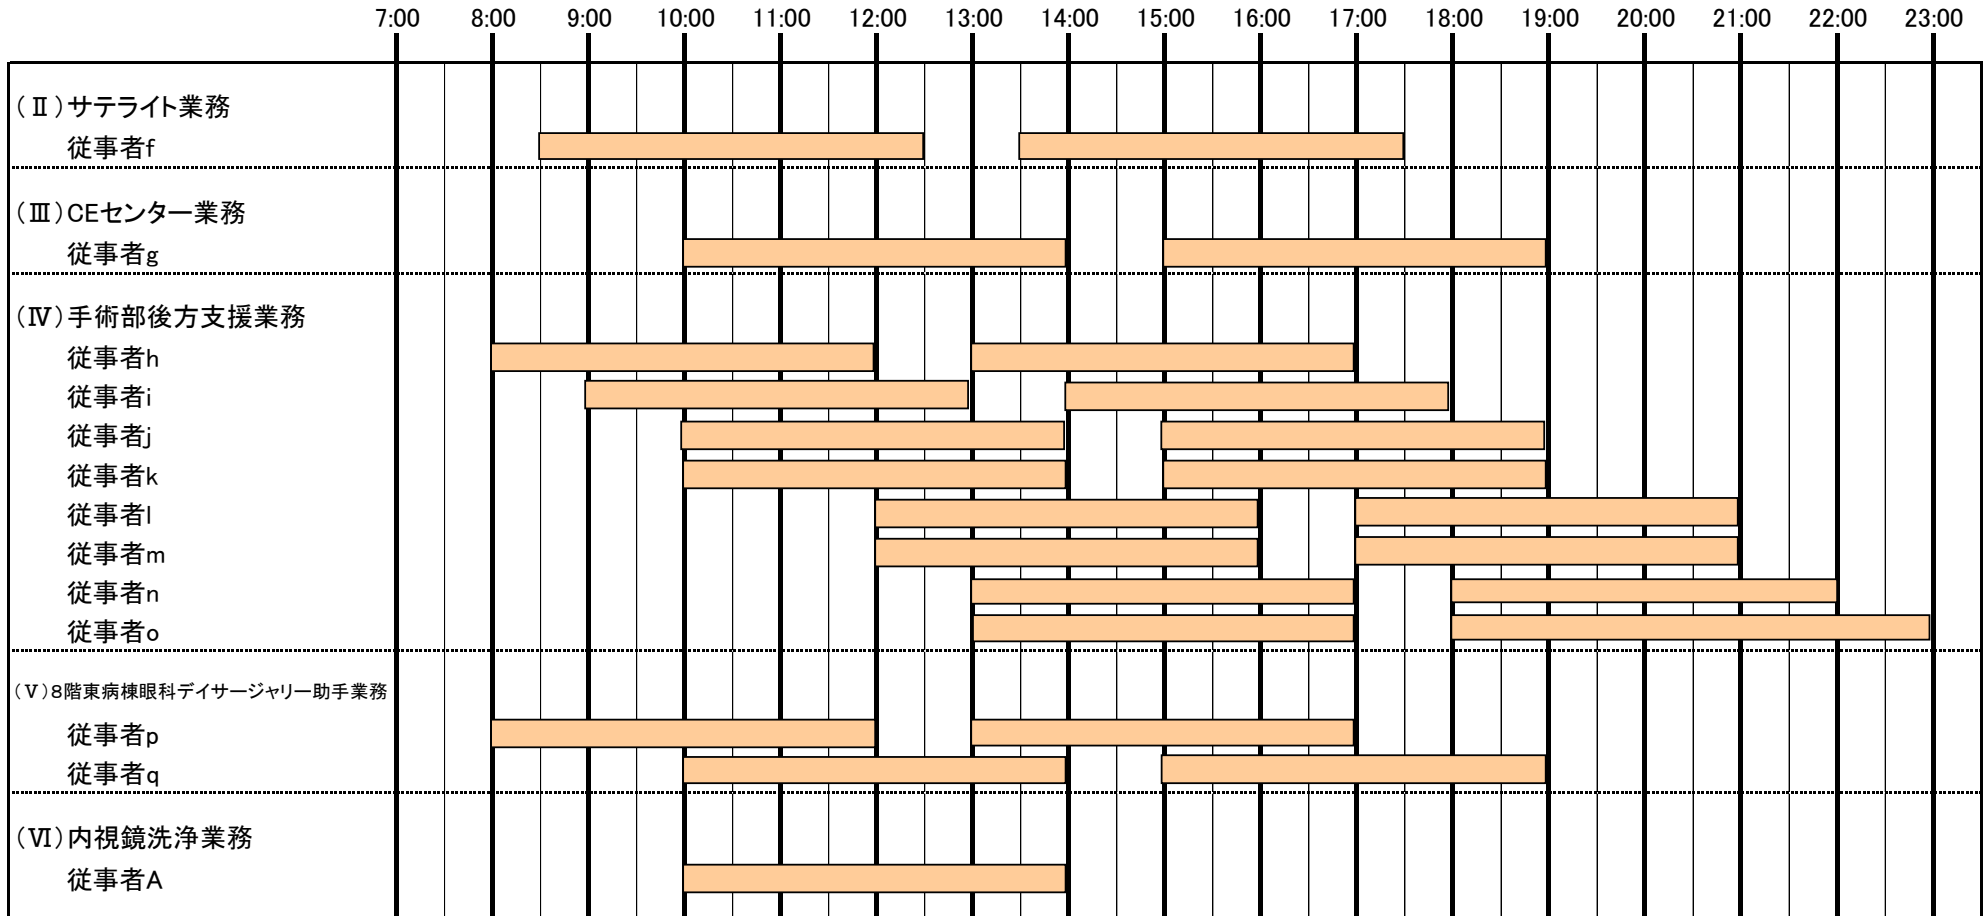 7:00 8:00 9:00 10:00 11:00 12:00 13:00 14:00 15:00 16:00 17:00 18:00 19:00 20:00 21:00 22:00 23:00
（Ⅱ）サテライト業務
従事者f
（Ⅲ）CEセンター業務
従事者g
（Ⅳ）手術部後方支援業務
従事者h
従事者i
従事者j
従事者k
従事者l
従事者m
従事者n
従事者o
（Ⅴ）8階東病棟眼科デイサージャリー助手業務
従事者p
従事者q
（Ⅵ）内視鏡洗浄業務
従事者A